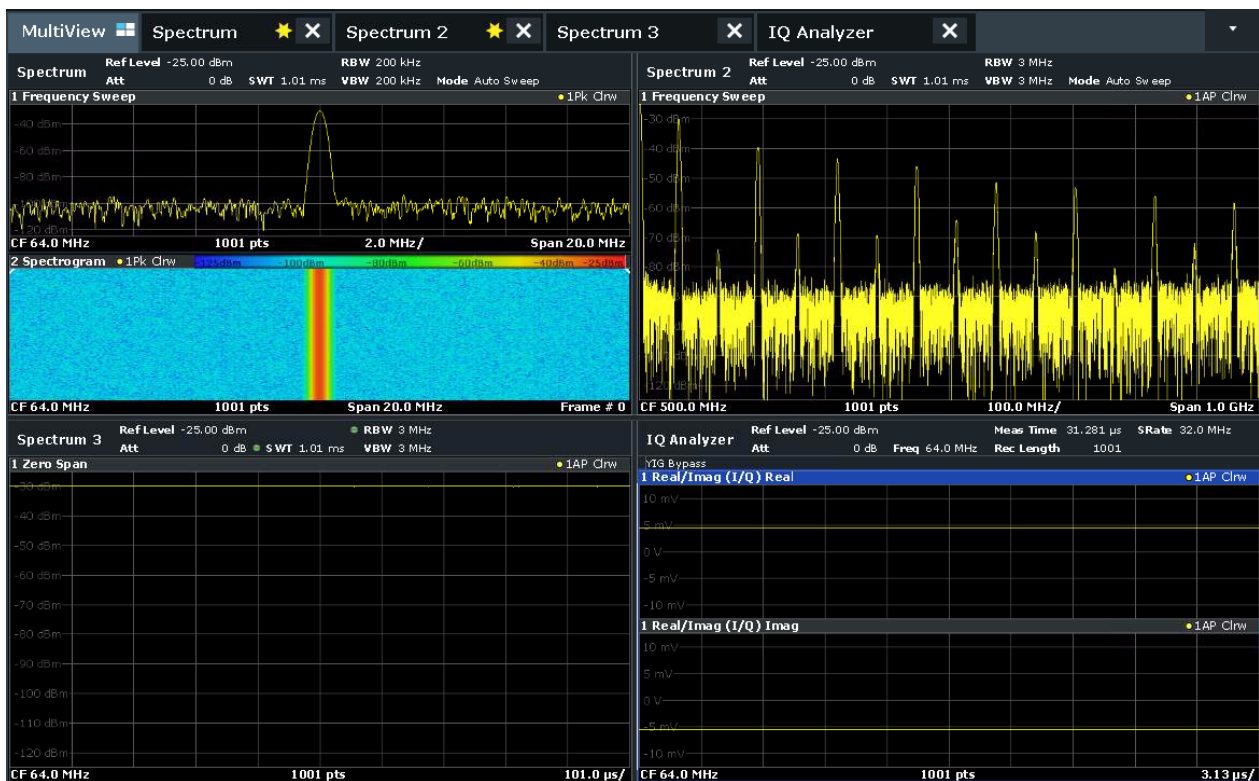 MultiView Spectrum Spectrum 2 Spectrum 3 IQ Analyzer
Spectrum
Ref Level -25.00 dBm RBW 200 kHz
Att 0 dB SWT 1.01 ms VBW 200 kHz Mode Auto Sweep
1 Frequency Sweep 1Pk Clrw
-40 dBm
-60 dBm
-80 dBm
-120 dBm
CF 64.0 MHz 1001 pts 2.0 MHz/ Span 20.0 MHz
2 Spectrogram 1Pk Clrw -125dBm -100dBm -80dBm -60dBm -40dBm -25dBm
CF 64.0 MHz 1001 pts Span 20.0 MHz Frame # 0
Spectrum 2
Ref Level -25.00 dBm RBW 3 MHz
Att 0 dB SWT 1.01 ms VBW 3 MHz Mode Auto Sweep
1 Frequency Sweep 1AP Clrw
-30 dBm
-40 dBm
-50 dBm
-60 dBm
-70 dBm
-80 dBm
-120 dBm
CF 500.0 MHz 1001 pts 100.0 MHz/ Span 1.0 GHz
Spectrum 3
Ref Level -25.00 dBm RBW 3 MHz
Att 0 dB SWT 1.01 ms VBW 3 MHz
1 Zero Span 1AP Clrw
-30 dBm
-40 dBm
-50 dBm
-60 dBm
-70 dBm
-80 dBm
-90 dBm
-100 dBm
-110 dBm
-120 dBm
CF 64.0 MHz 1001 pts 101.0 µs/
IQ Analyzer
Ref Level -25.00 dBm Meas Time 31.281 µs SRate 32.0 MHz
Att 0 dB Freq 64.0 MHz Rec Length 1001
YIG Bypass
1 Real/Imag (I/Q) Real 1AP Clrw
10 mV
5 mV
0 V
-5 mV
-10 mV
1 Real/Imag (I/Q) Imag 1AP Clrw
10 mV
5 mV
0 V
-5 mV
-10 mV
CF 64.0 MHz 1001 pts 3.13 µs/